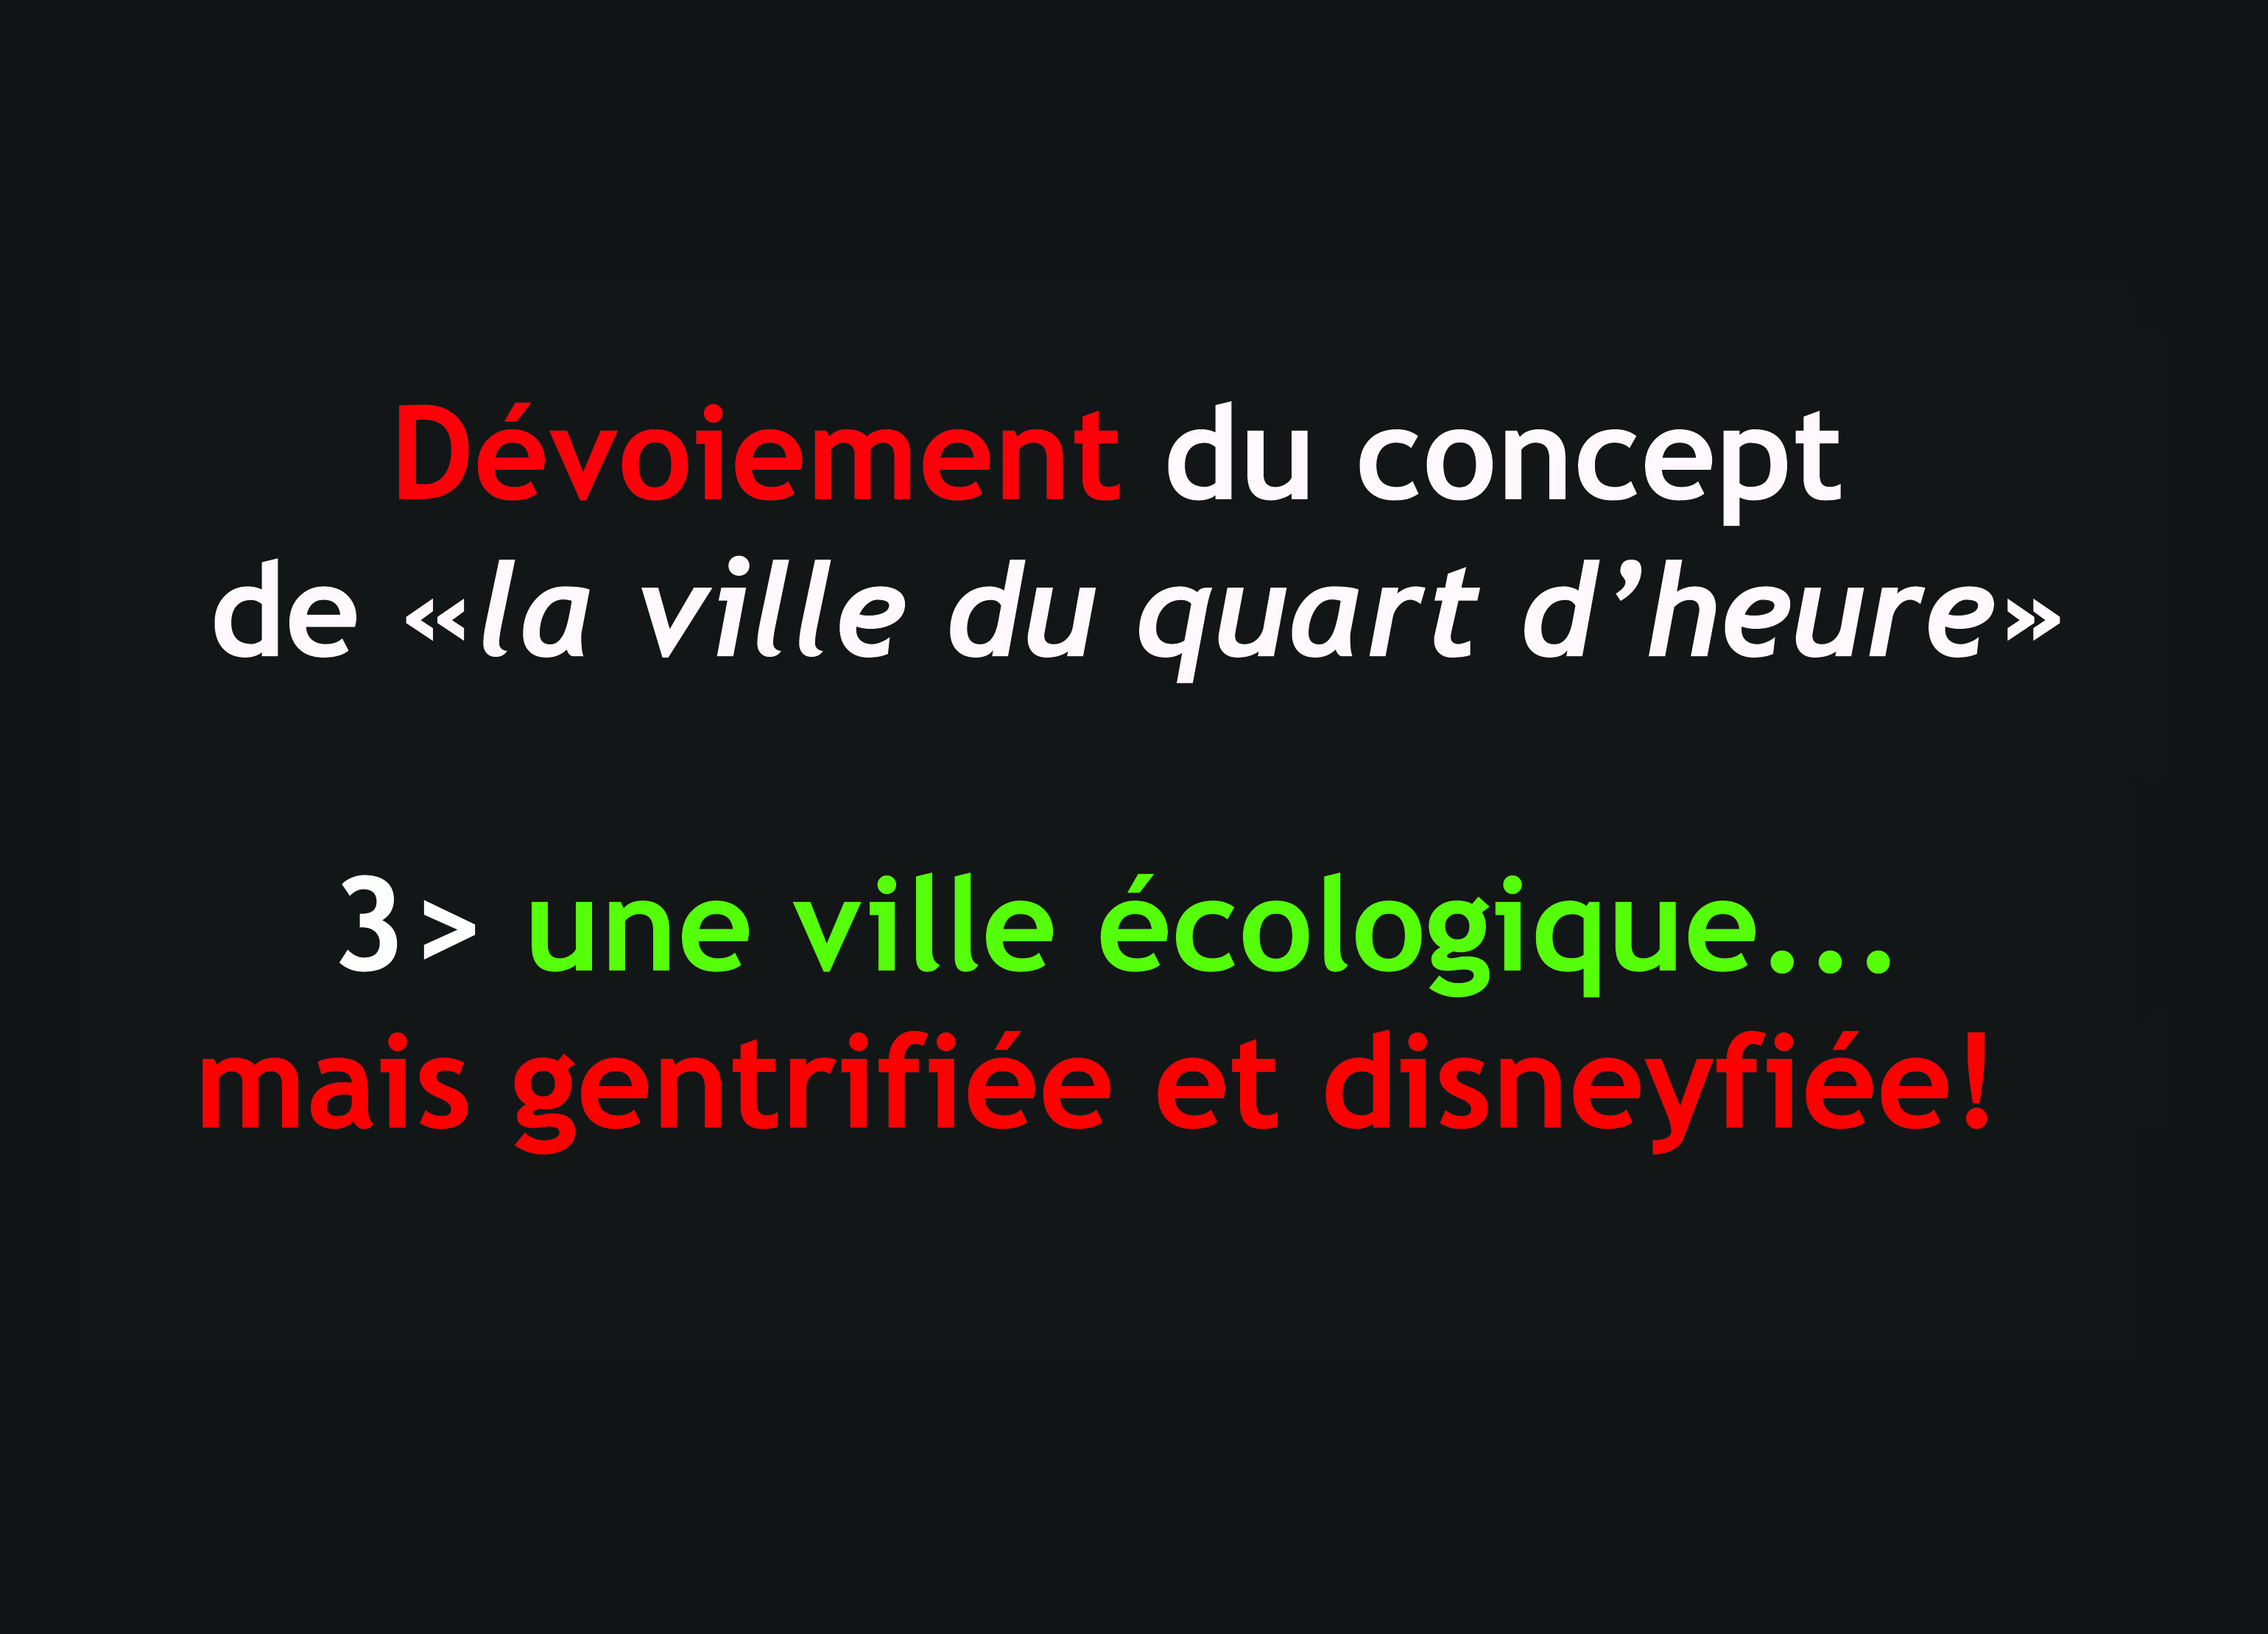 Dévoiement du concept
de «la ville du quart d’heure»
3> une ville écologique...
mais gentrifiée et disneyfiée!